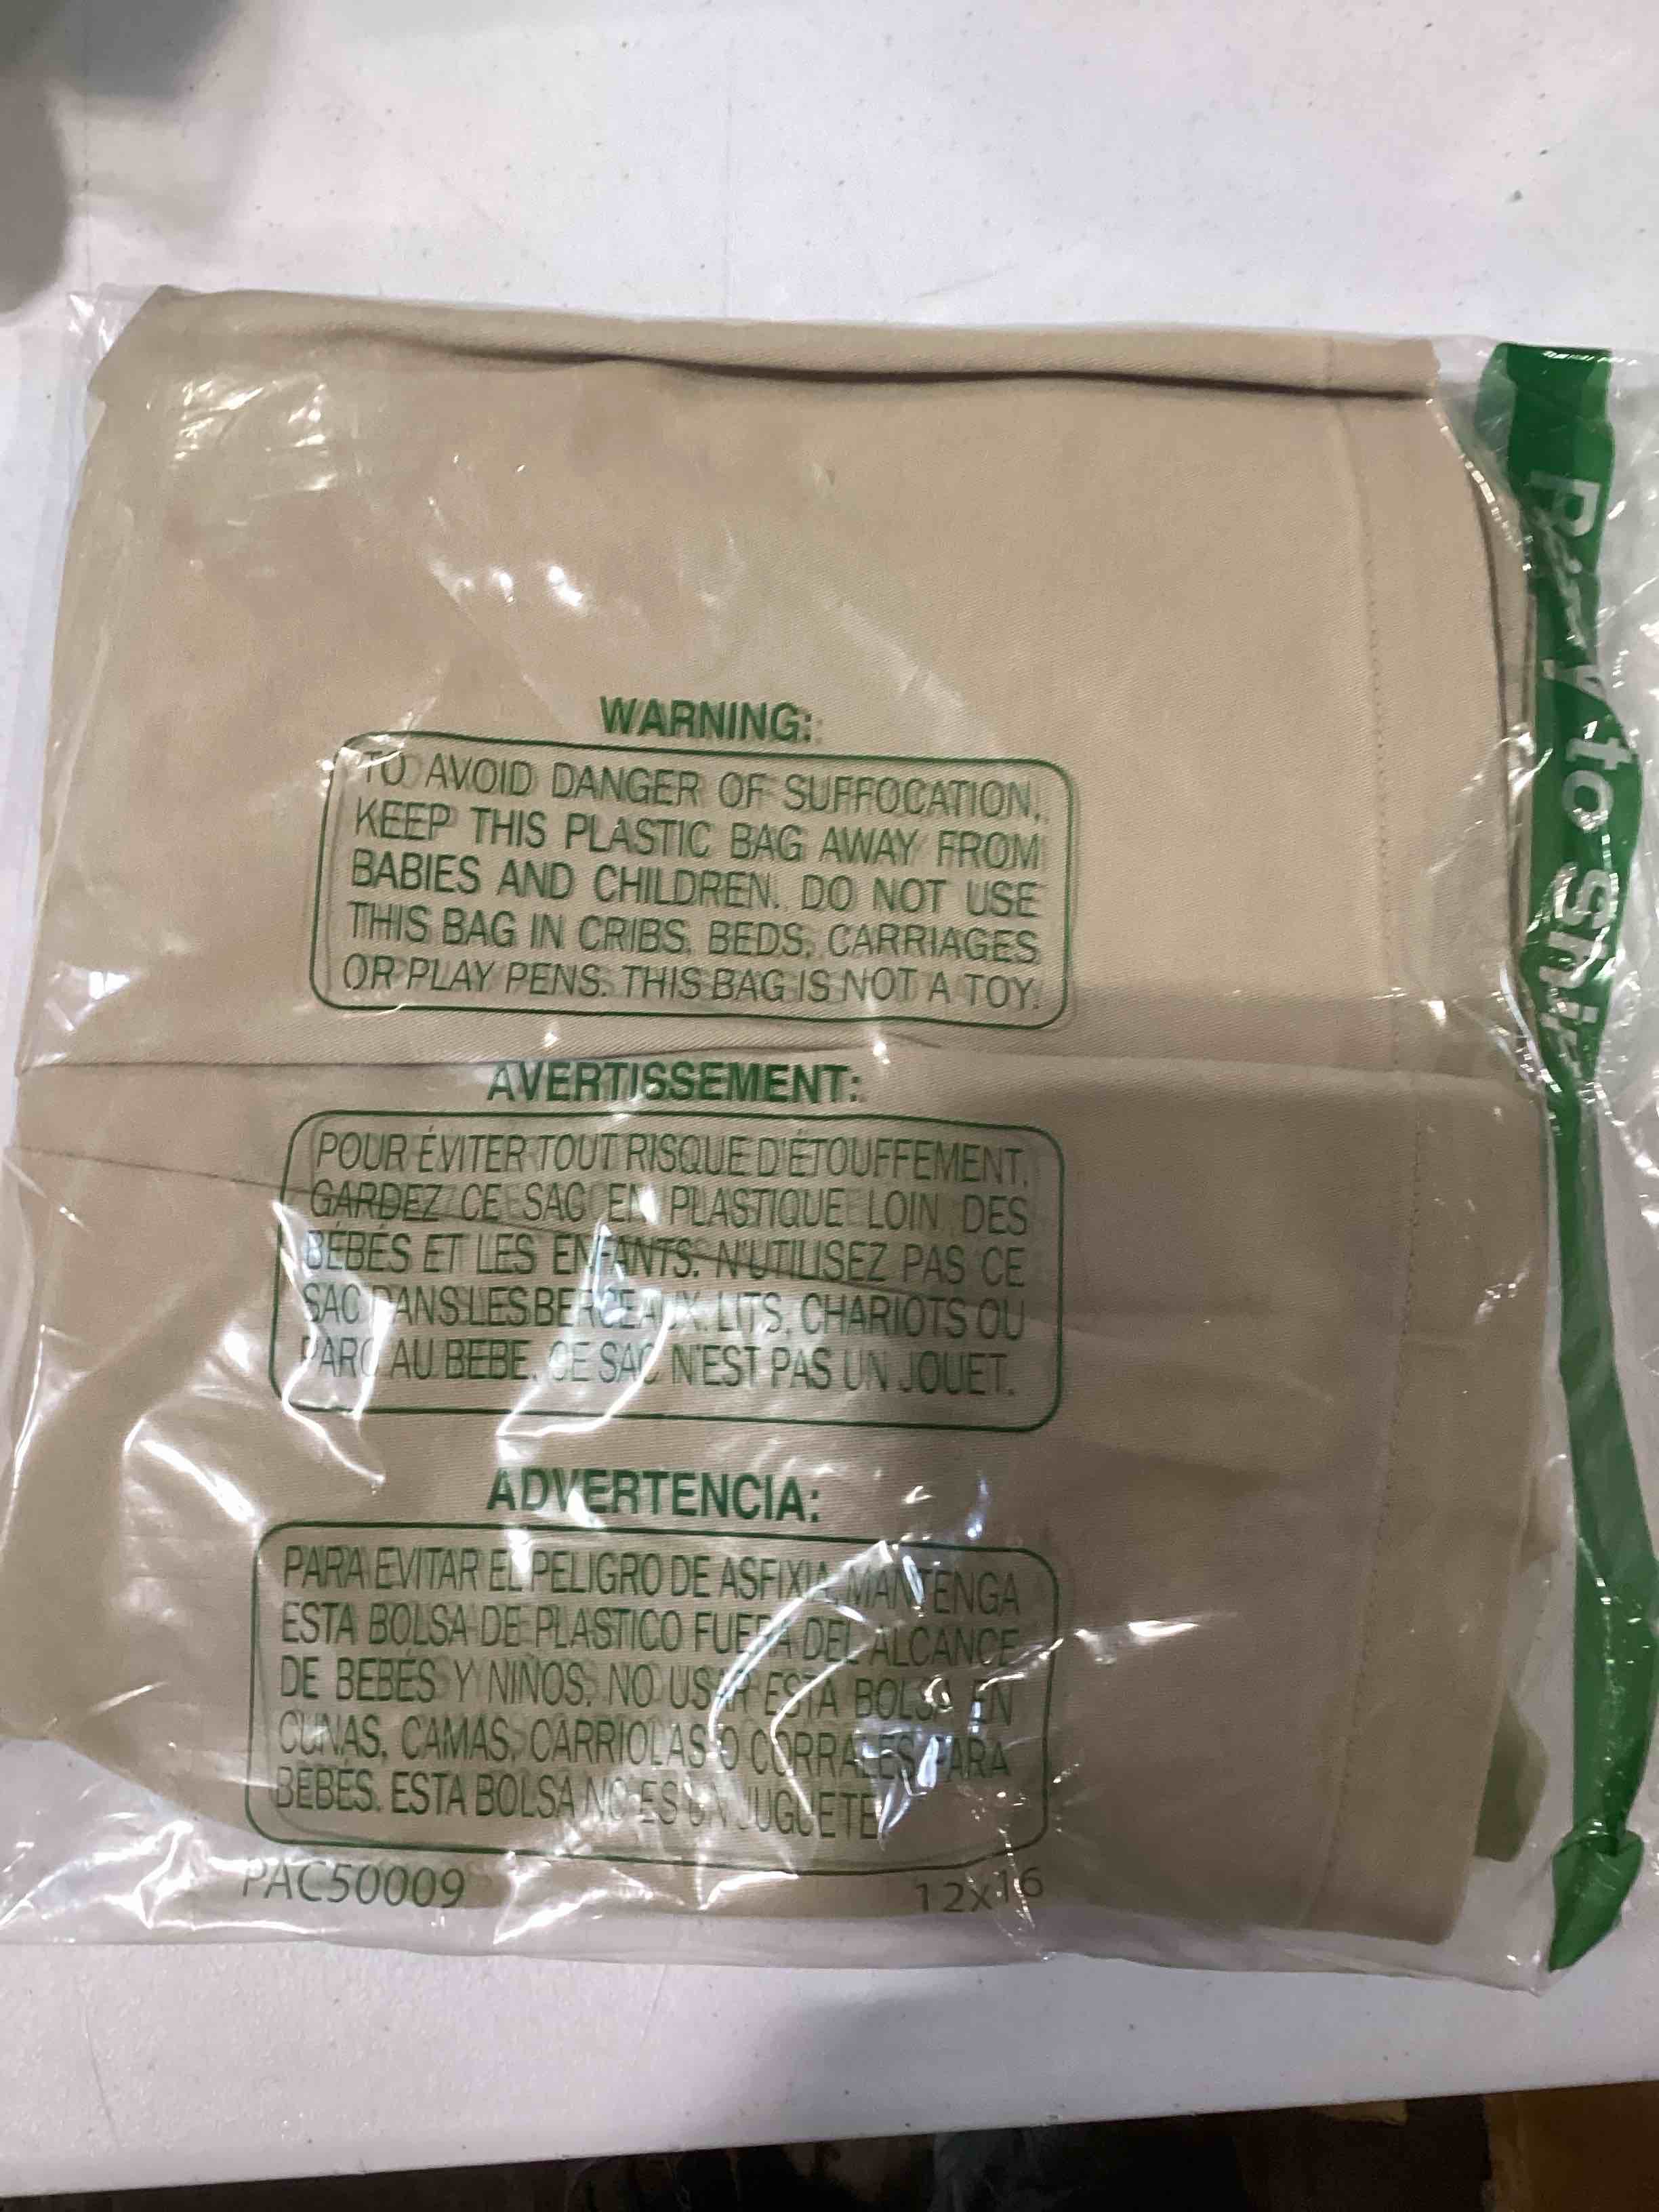 WARNING:
TO AVOID DANGER OF SUFFOCATION,
KEEP THIS PLASTIC BAG AWAY FROM
BABIES AND CHILDREN. DO NOT USE
THIS BAG IN CRIBS, BEDS, CARRIAGES
OR PLAY PENS. THIS BAG IS NOT A TOY.
AVERTISSEMENT:
POUR ÉVITER TOUT RISQUE D'ÉTOUFFEMENT,
GARDEZ CE SAC EN PLASTIQUE LOIN DES
BÉBÉS ET LES ENFANTS. N'UTILISEZ PAS CE
SAC DANS LES BERCEAUX. LITS, CHARIOTS OU
PARC AU BEBE. CE SAC N'EST PAS UN JOUET.
ADVERTENCIA:
PARA EVITAR EL PELIGRO DE ASFIXIA, MANTENGA
ESTA BOLSA DE PLASTICO FUERA DEL ALCANCE
DE BEBÉS Y NIÑOS. NO USAR ESTA BOLSA EN
CUNAS, CAMAS, CARRIOLAS O CORRALES PARA
BEBÉS. ESTA BOLSA NO ES UN JUGUETE
PAC50009
12x16
to